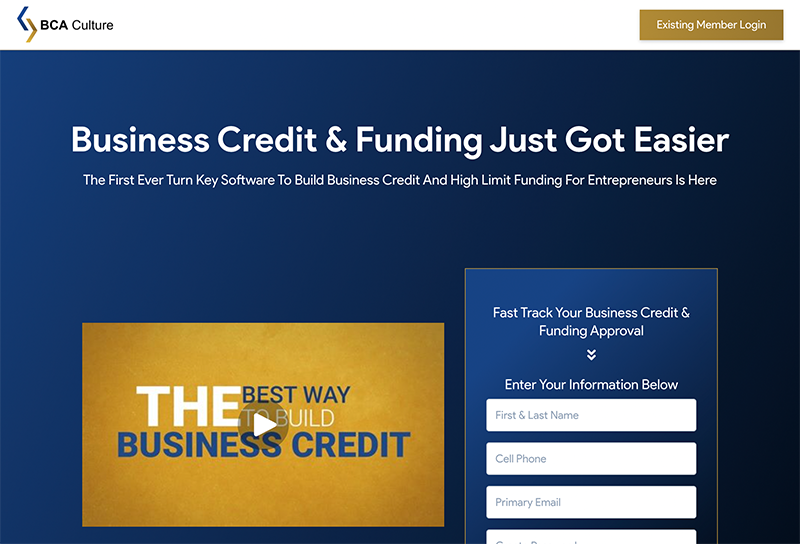 BCA Culture
Existing Member Login
Business Credit & Funding Just Got Easier
The First Ever Turn Key Software To Build Business Credit And High Limit Funding For Entrepreneurs Is Here
THE BEST WAY
TO BUILD
BUSINESS CREDIT
Fast Track Your Business Credit &
Funding Approval
Enter Your Information Below
First & Last Name
Cell Phone
Primary Email